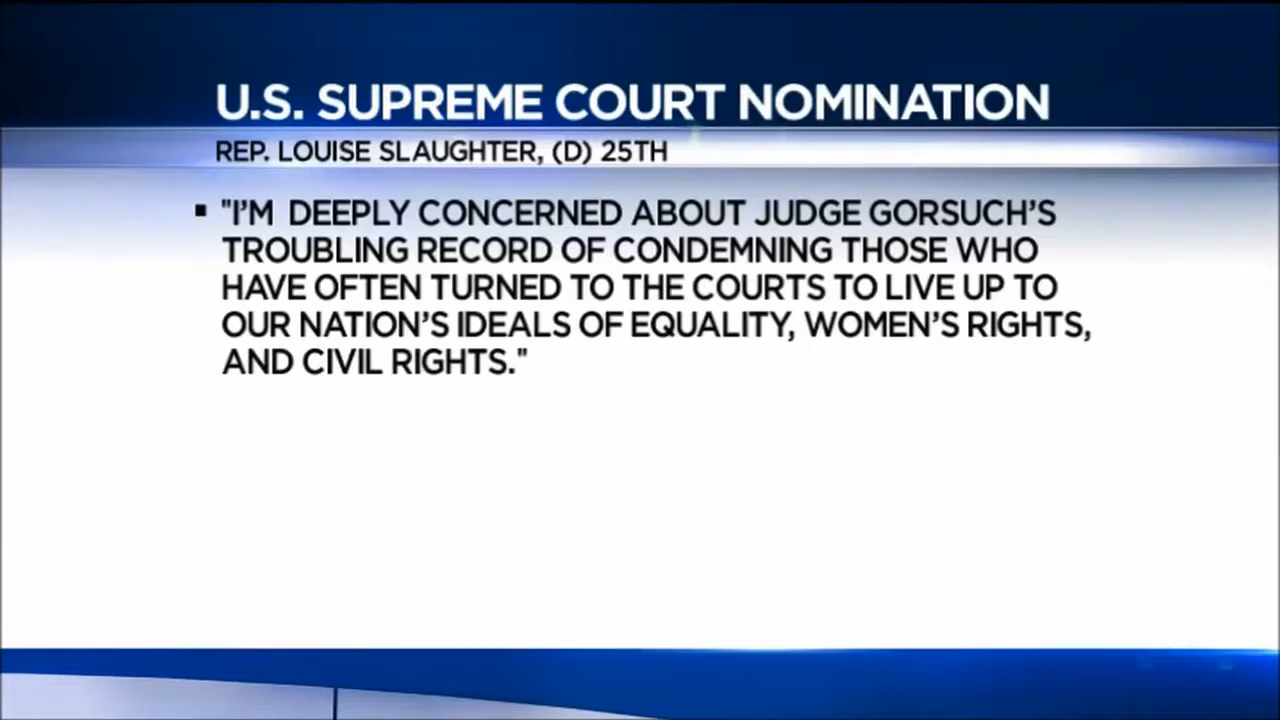 U.S. SUPREME COURT NOMINATION
REP. LOUISE SLAUGHTER, (D) 25TH
▪ "I'M DEEPLY CONCERNED ABOUT JUDGE GORSUCH'S
TROUBLING RECORD OF CONDEMNING THOSE WHO
HAVE OFTEN TURNED TO THE COURTS TO LIVE UP TO
OUR NATION'S IDEALS OF EQUALITY, WOMEN'S RIGHTS,
AND CIVIL RIGHTS."